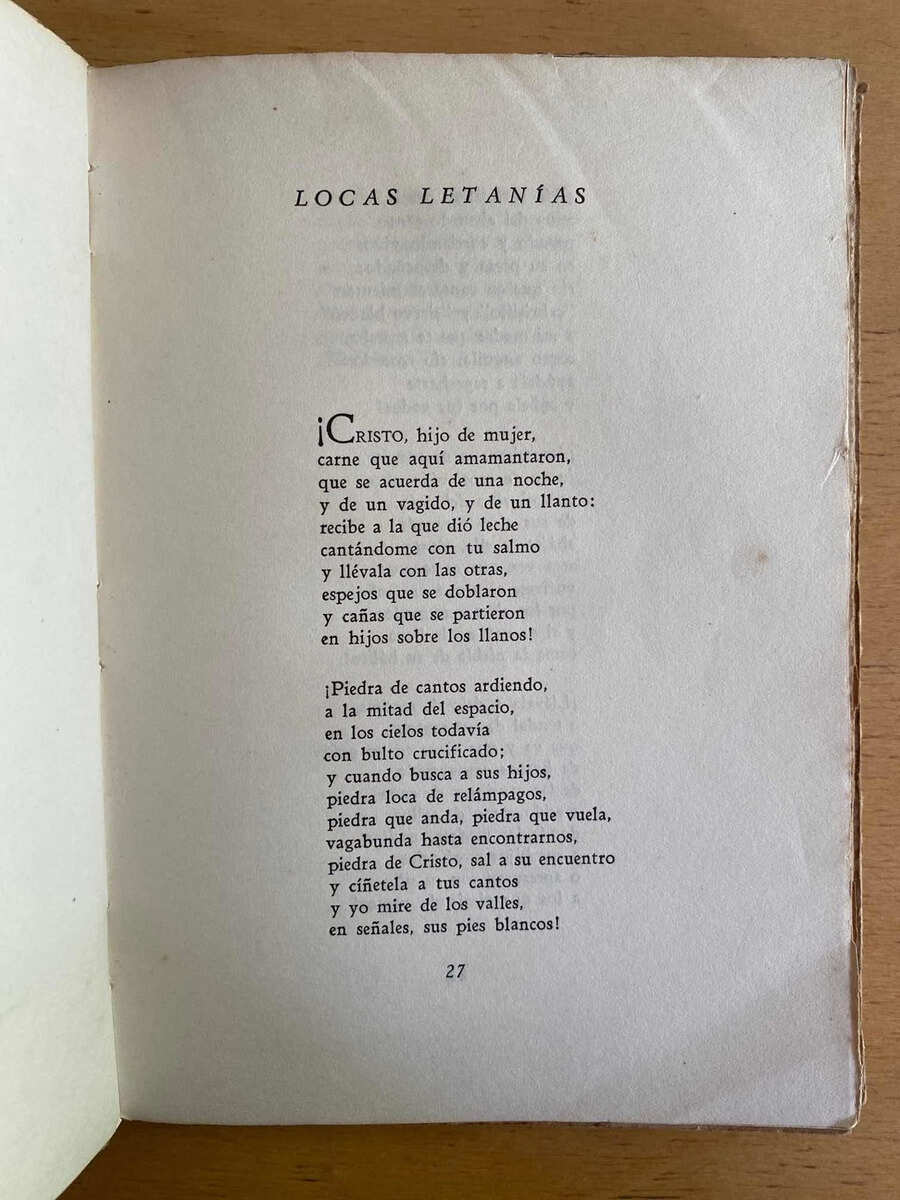 LOCAS LETANÍAS
¡CRISTO, hijo de mujer,
carne que aquí amamantaron,
que se acuerda de una noche,
y de un vagido, y de un llanto:
recibe a la que dió leche
cantándome con tu salmo
y llévala con las otras,
espejos que se doblaron
y cañas que se partieron
en hijos sobre los llanos!
¡Piedra de cantos ardiendo,
a la mitad del espacio,
en los cielos todavía
con bulto crucificado;
y cuando busca a sus hijos,
piedra loca de relámpagos,
piedra que anda, piedra que vuela,
vagabunda hasta encontrarnos,
piedra de Cristo, sal a su encuentro
y cíñetela a tus cantos
y yo mire de los valles,
en señales, sus pies blancos!
27